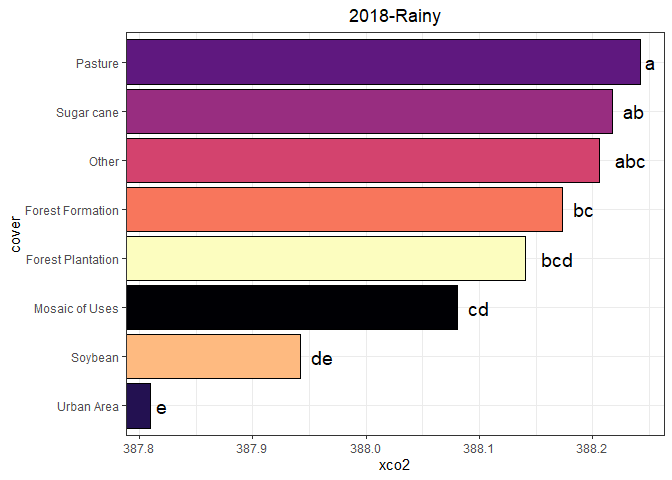 2018-Rainy
Pasture a
Sugar cane ab
Other abc
Forest Formation bc
Forest Plantation bcd
Mosaic of Uses cd
Soybean de
Urban Area e
cover
387.8 387.9 388.0 388.1 388.2
xco2